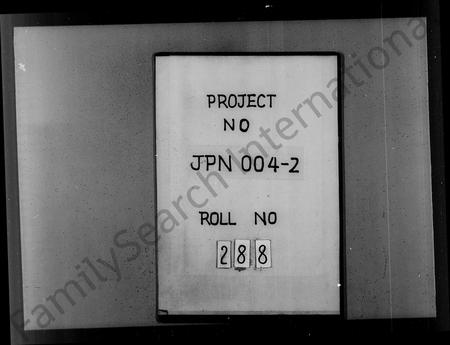 PROJECT
NO
JPN 004-2
ROLL NO
288
FamilySearch International